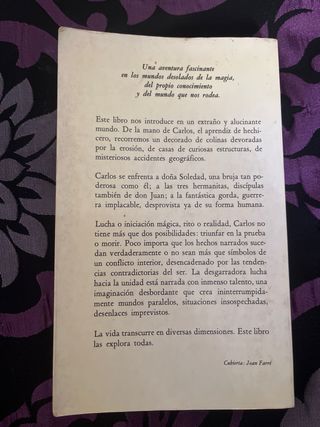 Una aventura fascinante
en los mundos desolados de la magia,
del propio conocimiento
y del mundo que nos rodea.
Este libro nos introduce en un extraño y alucinante
mundo. De la mano de Carlos, el aprendiz de hechi-
cero, recorremos un decorado de colinas devoradas
por la erosión, de casas de curiosas estructuras, de
misteriosos accidentes geográficos.
Carlos se enfrenta a doña Soledad, una bruja tan po-
derosa como él; a las tres hermanitas, discípulas
también de don Juan; a la fantástica gorda, guerre-
ra implacable, desprovista ya de su forma humana.
Lucha o iniciación mágica, rito o realidad, Carlos no
tiene más que dos posibilidades: triunfar en la prueba
o morir. Poco importa que los hechos narrados suce-
dan verdaderamente o no sean más que símbolos de
un conflicto interior, desencadenado por las tenden-
cias contradictorias del ser. La desgarradora lucha
hacia la unidad está narrada con inmenso talento, una
imaginación desbordante que crea ininterrumpida-
mente mundos paralelos, situaciones insospechadas,
desenlaces imprevistos.
La vida transcurre en diversas dimensiones. Este libro
las explora todas.
Cubierta: Joan Farré